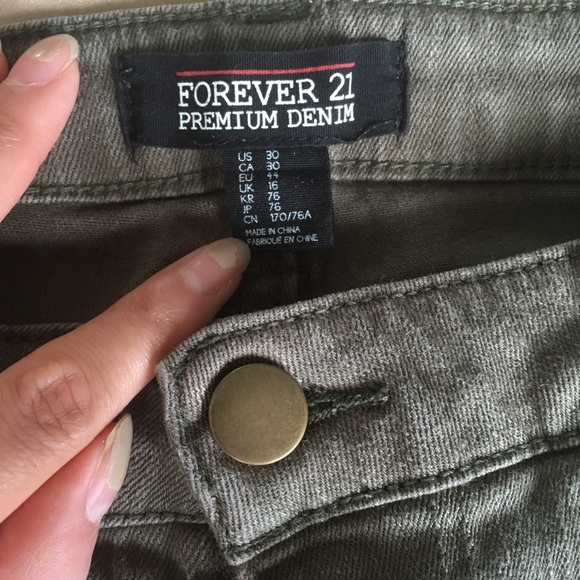 FOREVER 21
PREMIUM DENIM
US 30
CA 30
EU 44
UK 16
KR 76
JP 76
CN 170/76A
MADE IN CHINA
FABRIQUÉ EN CHINE